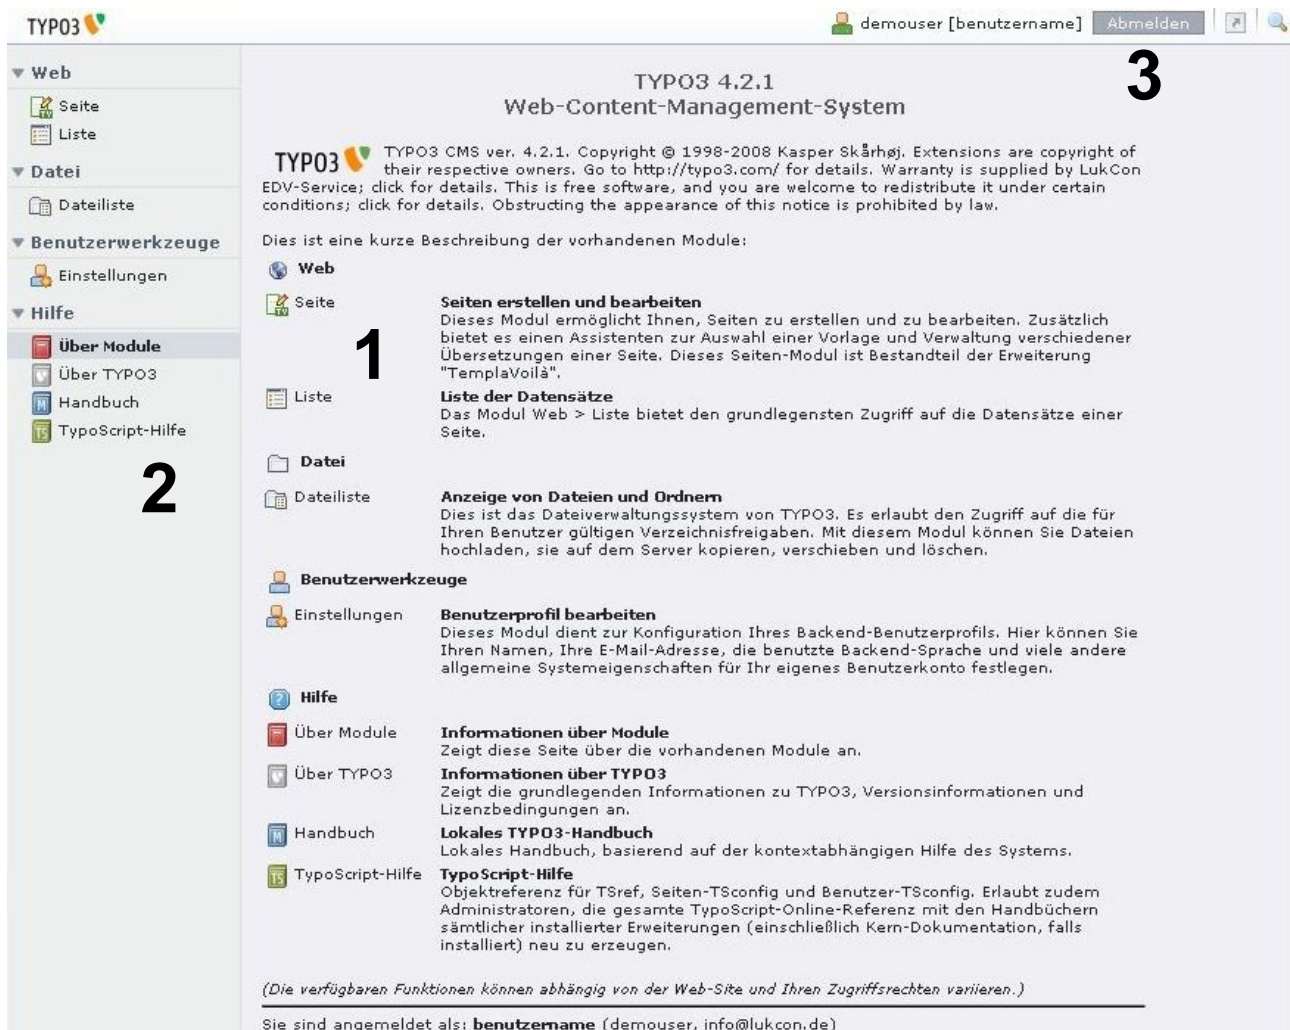 TYPO3
demouser [benutzername] Abmelden
3
Web
Seite
Liste
Datei
Dateiliste
Benutzerwerkzeuge
Einstellungen
Hilfe
Über Module
Über TYPO3
Handbuch
TypoScript-Hilfe
2
TYPO3 4.2.1
Web-Content-Management-System
TYPO3
TYPO3 CMS ver. 4.2.1. Copyright © 1998-2008 Kasper Skårhøj. Extensions are copyright of
their respective owners. Go to http://typo3.com/ for details. Warranty is supplied by LukCon
EDV-Service; click for details. This is free software, and you are welcome to redistribute it under certain
conditions; click for details. Obstructing the appearance of this notice is prohibited by law.
Dies ist eine kurze Beschreibung der vorhandenen Module:
Web
Seite
1
Seiten erstellen und bearbeiten
Dieses Modul ermöglicht Ihnen, Seiten zu erstellen und zu bearbeiten. Zusätzlich
bietet es einen Assistenten zur Auswahl einer Vorlage und Verwaltung verschiedener
Übersetzungen einer Seite. Dieses Seiten-Modul ist Bestandteil der Erweiterung
"TemplaVoilà".
Liste
Liste der Datensätze
Das Modul Web > Liste bietet den grundlegensten Zugriff auf die Datensätze einer
Seite.
Datei
Dateiliste
Anzeige von Dateien und Ordnern
Dies ist das Dateiverwaltungssystem von TYPO3. Es erlaubt den Zugriff auf die für
Ihren Benutzer gültigen Verzeichnisfreigaben. Mit diesem Modul können Sie Dateien
hochladen, sie auf dem Server kopieren, verschieben und löschen.
Benutzerwerkzeuge
Einstellungen
Benutzerprofil bearbeiten
Dieses Modul dient zur Konfiguration Ihres Backend-Benutzerprofils. Hier können Sie
Ihren Namen, Ihre E-Mail-Adresse, die benutzte Backend-Sprache und viele andere
allgemeine Systemeigenschaften für Ihr eigenes Benutzerkonto festlegen.
Hilfe
Über Module
Informationen über Module
Zeigt diese Seite über die vorhandenen Module an.
Über TYPO3
Informationen über TYPO3
Zeigt die grundlegenden Informationen zu TYPO3, Versionsinformationen und
Lizenzbedingungen an.
Handbuch
Lokales TYPO3-Handbuch
Lokales Handbuch, basierend auf der kontextabhängigen Hilfe des Systems.
TypoScript-Hilfe
TypoScript-Hilfe
Objektreferenz für TSref, Seiten-TSconfig und Benutzer-TSconfig. Erlaubt zudem
Administratoren, die gesamte TypoScript-Online-Referenz mit den Handbüchern
sämtlicher installierter Erweiterungen (einschließlich Kern-Dokumentation, falls
installiert) neu zu erzeugen.
(Die verfügbaren Funktionen können abhängig von der Web-Site und Ihren Zugriffsrechten variieren.)
Sie sind angemeldet als: benutzername (demouser, info@lukcon.de)